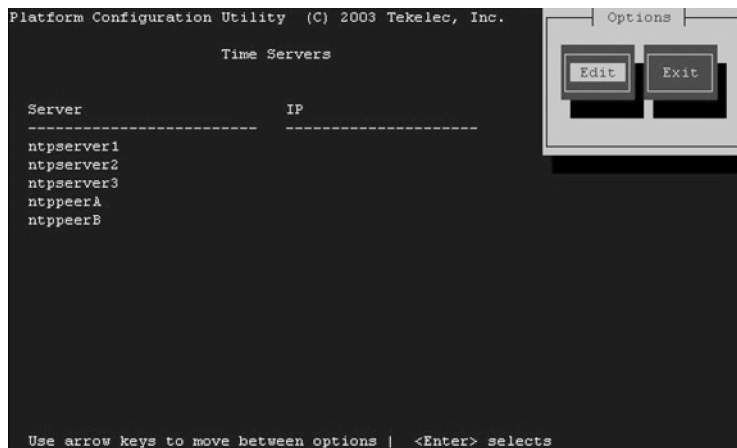 Platform Configuration Utility (C) 2003 Tekelec, Inc.
Options
Time Servers
Edit Exit
Server IP
------------------------- ---------------------
ntpserver1
ntpserver2
ntpserver3
ntppeerA
ntppeerB
Use arrow keys to move between options | <Enter> selects